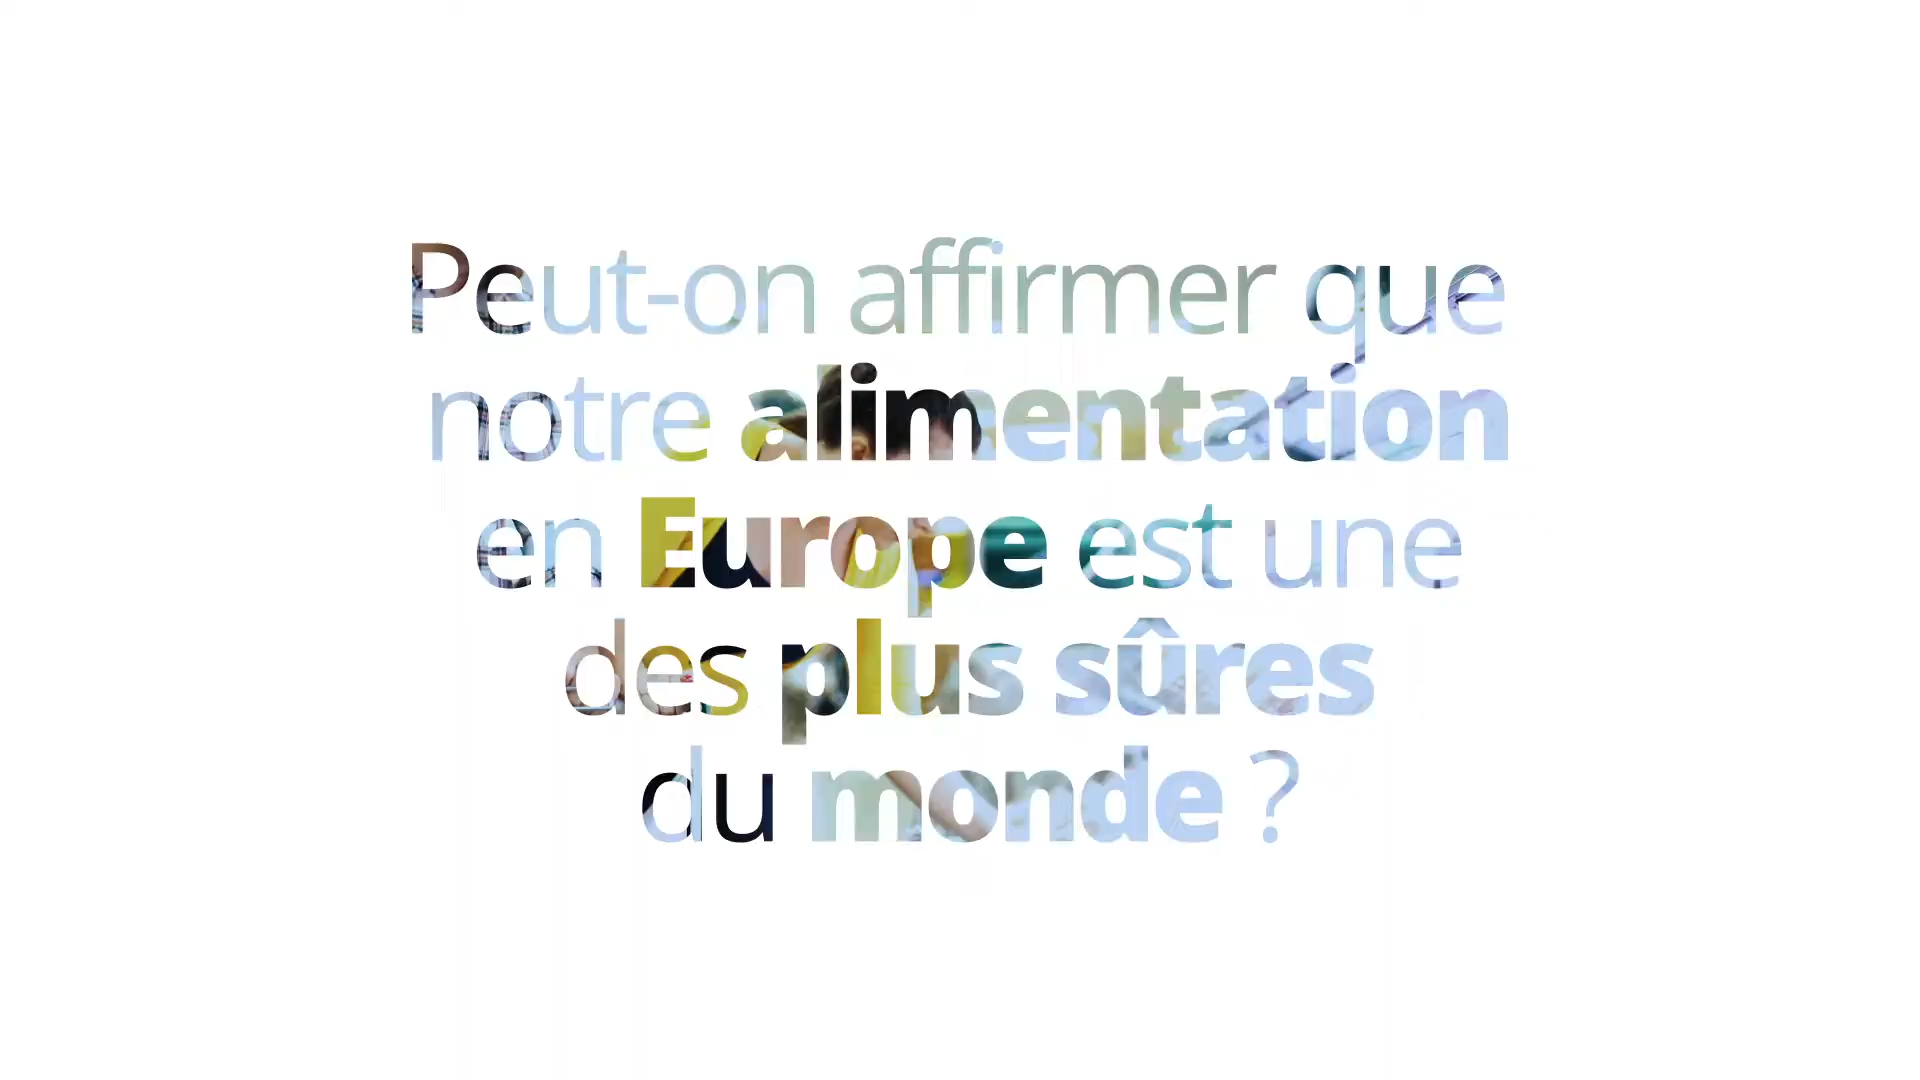 Peut-on affirmer que
notre alimentation
en Europe est une
des plus sûres
du monde ?